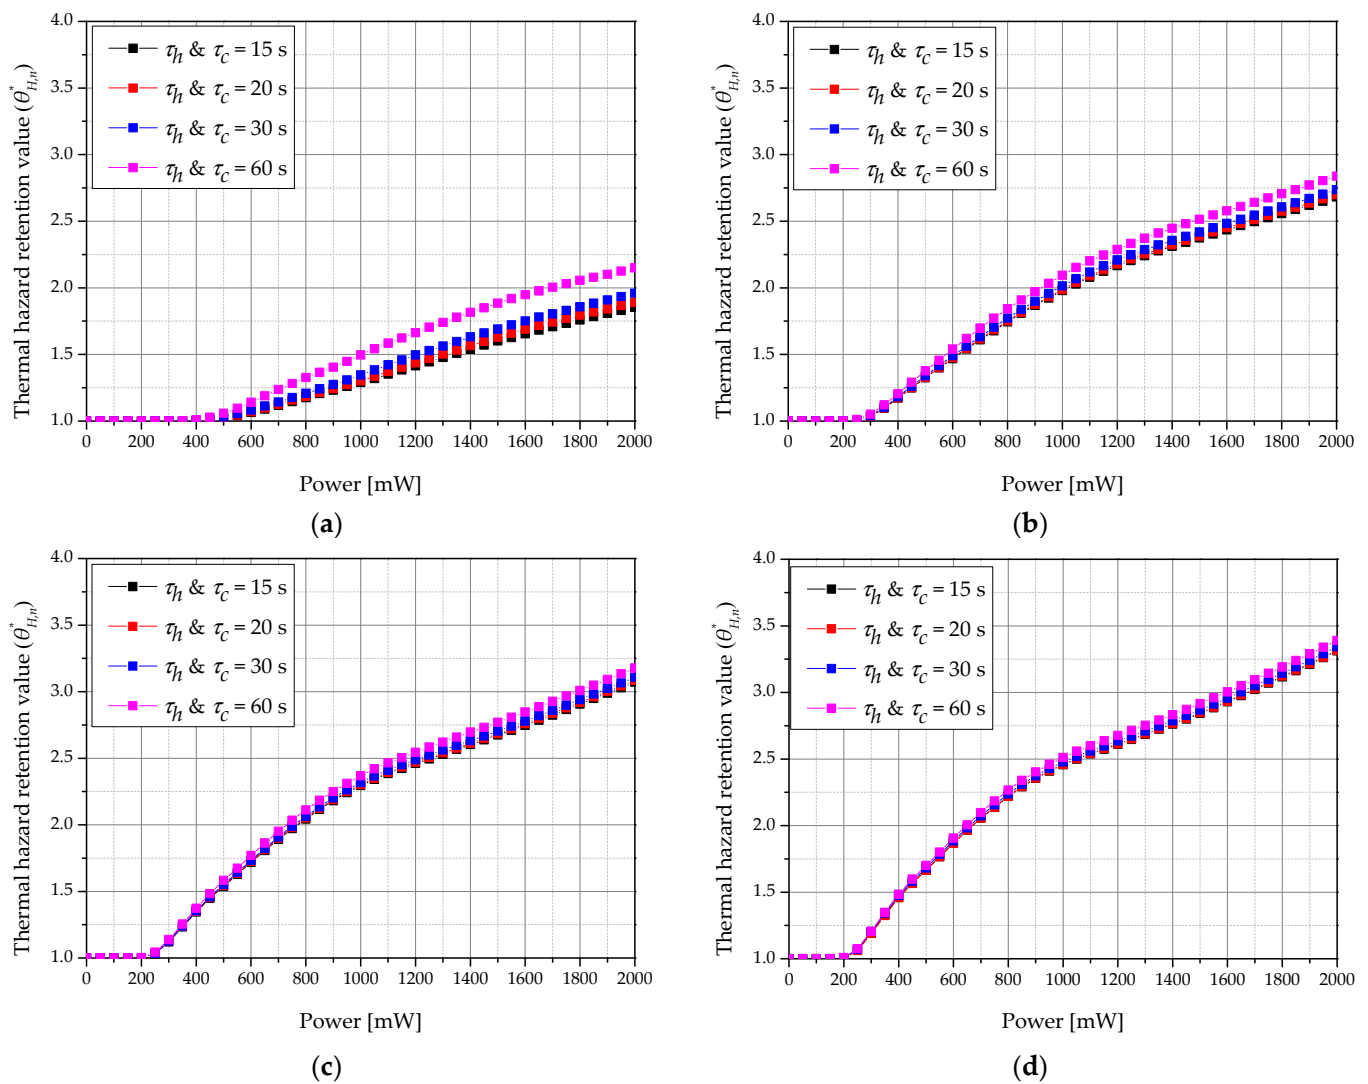 4.0
3.5
3.0
2.5
2.0
1.5
1.0
Thermal hazard retention value (θ*H,n)
τh & τc = 15 s
τh & τc = 20 s
τh & τc = 30 s
τh & τc = 60 s
0 200 400 600 800 1000 1200 1400 1600 1800 2000
Power [mW]
(a)
4.0
3.5
3.0
2.5
2.0
1.5
1.0
Thermal hazard retention value (θ*H,n)
τh & τc = 15 s
τh & τc = 20 s
τh & τc = 30 s
τh & τc = 60 s
0 200 400 600 800 1000 1200 1400 1600 1800 2000
Power [mW]
(b)
4.0
3.5
3.0
2.5
2.0
1.5
1.0
Thermal hazard retention value (θ*H,n)
τh & τc = 15 s
τh & τc = 20 s
τh & τc = 30 s
τh & τc = 60 s
0 200 400 600 800 1000 1200 1400 1600 1800 2000
Power [mW]
(c)
4.0
3.5
3.0
2.5
2.0
1.5
1.0
Thermal hazard retention value (θ*H,n)
τh & τc = 15 s
τh & τc = 20 s
τh & τc = 30 s
τh & τc = 60 s
0 200 400 600 800 1000 1200 1400 1600 1800 2000
Power [mW]
(d)